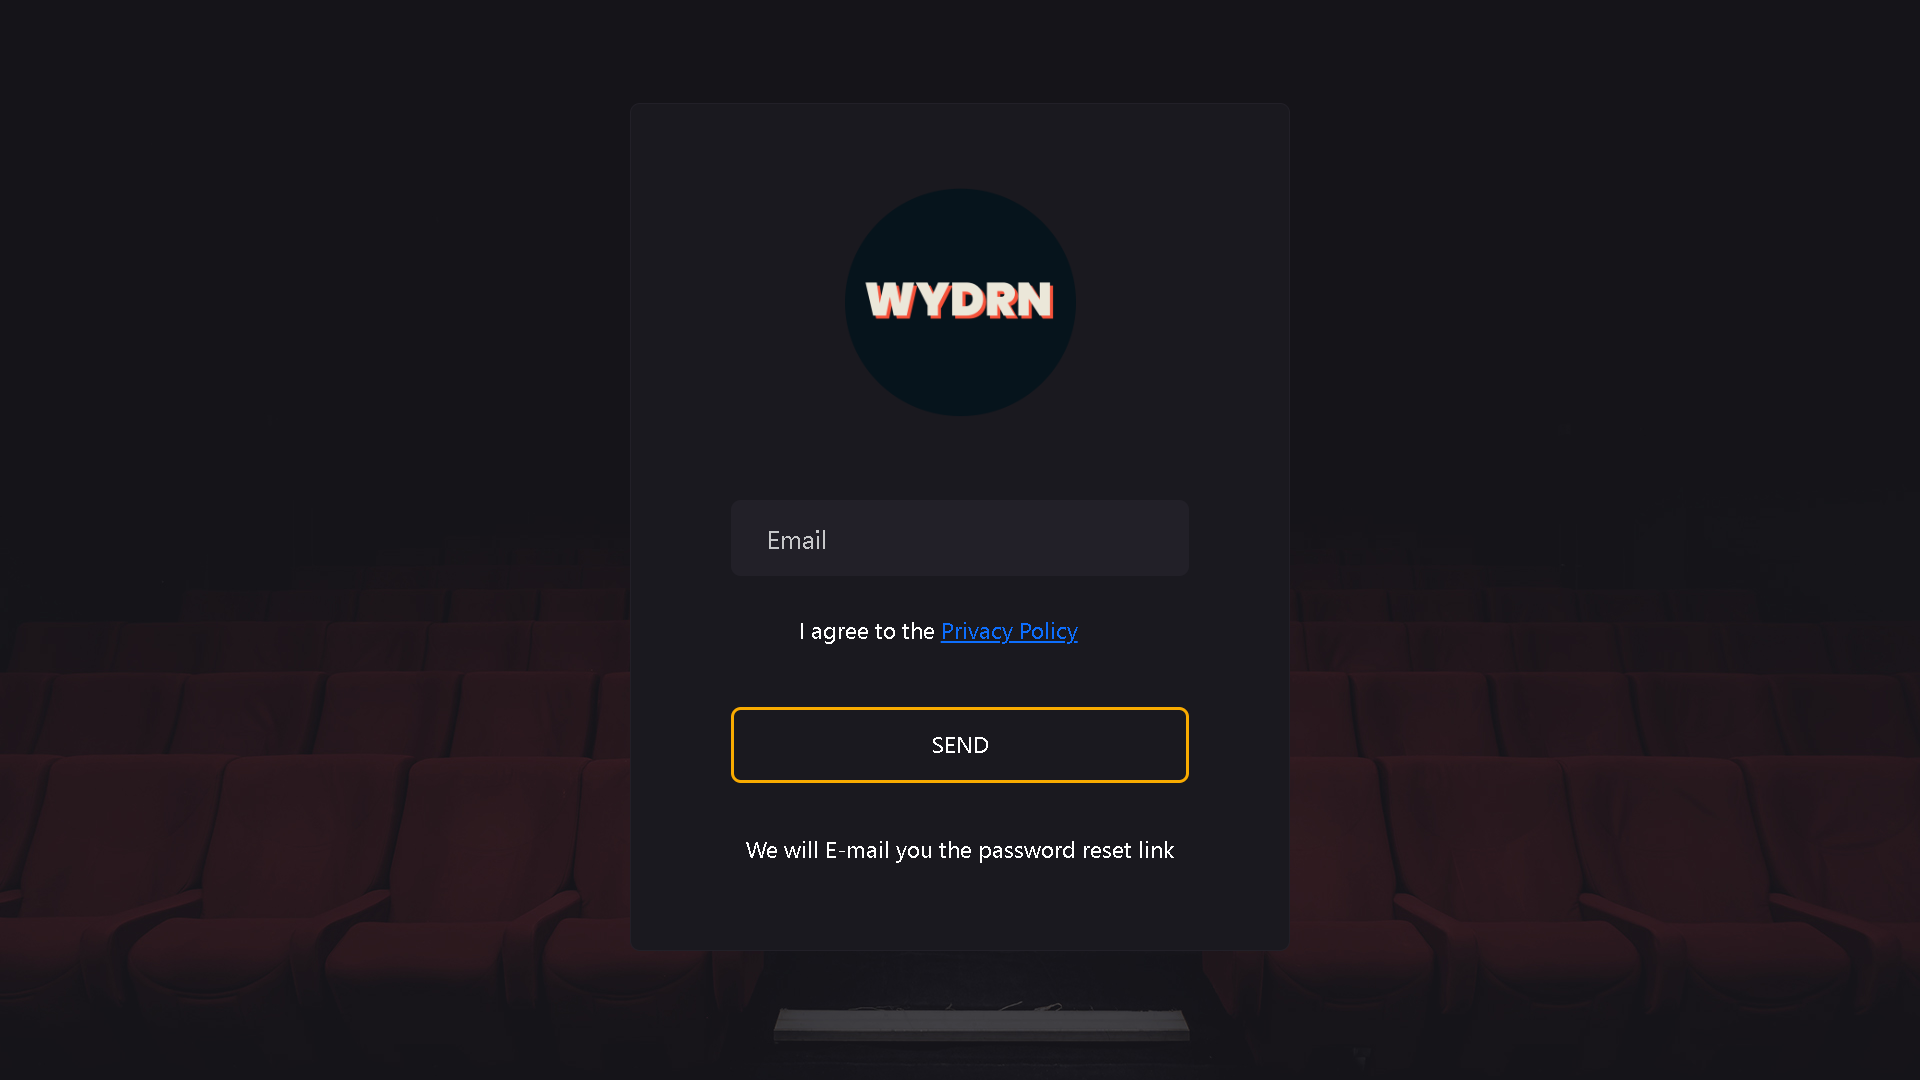 WYDRN
Email
I agree to the Privacy Policy
SEND
We will E-mail you the password reset link